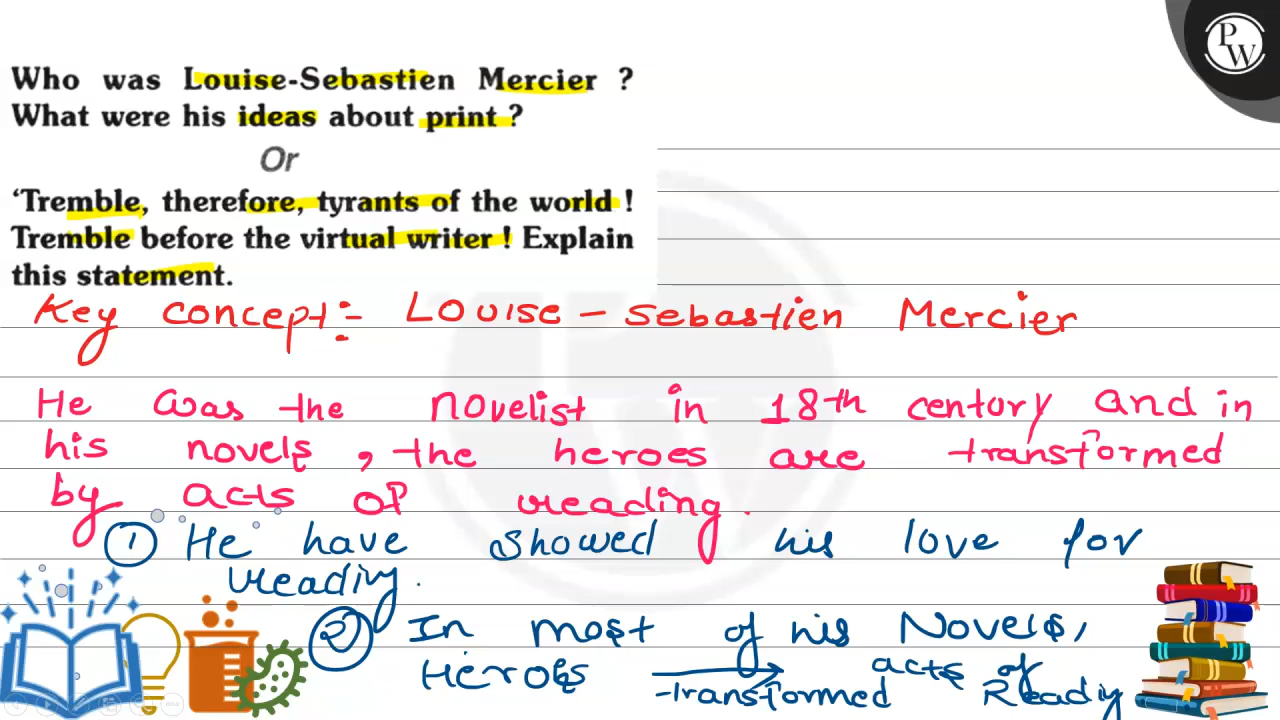 PW
Who was Louise-Sebastien Mercier ?
What were his ideas about print ?
Or
‘Tremble, therefore, tyrants of the world !
Tremble before the virtual writer ! Explain
this statement.
Key concept:- Louise - Sebastien Mercier
He was the novelist in 18th century and in
his novels, the heroes are transformed
by acts of reading.
① He have showed his love for
reading.
② In most of his Novels,
Heroes transformed acts of Readiy